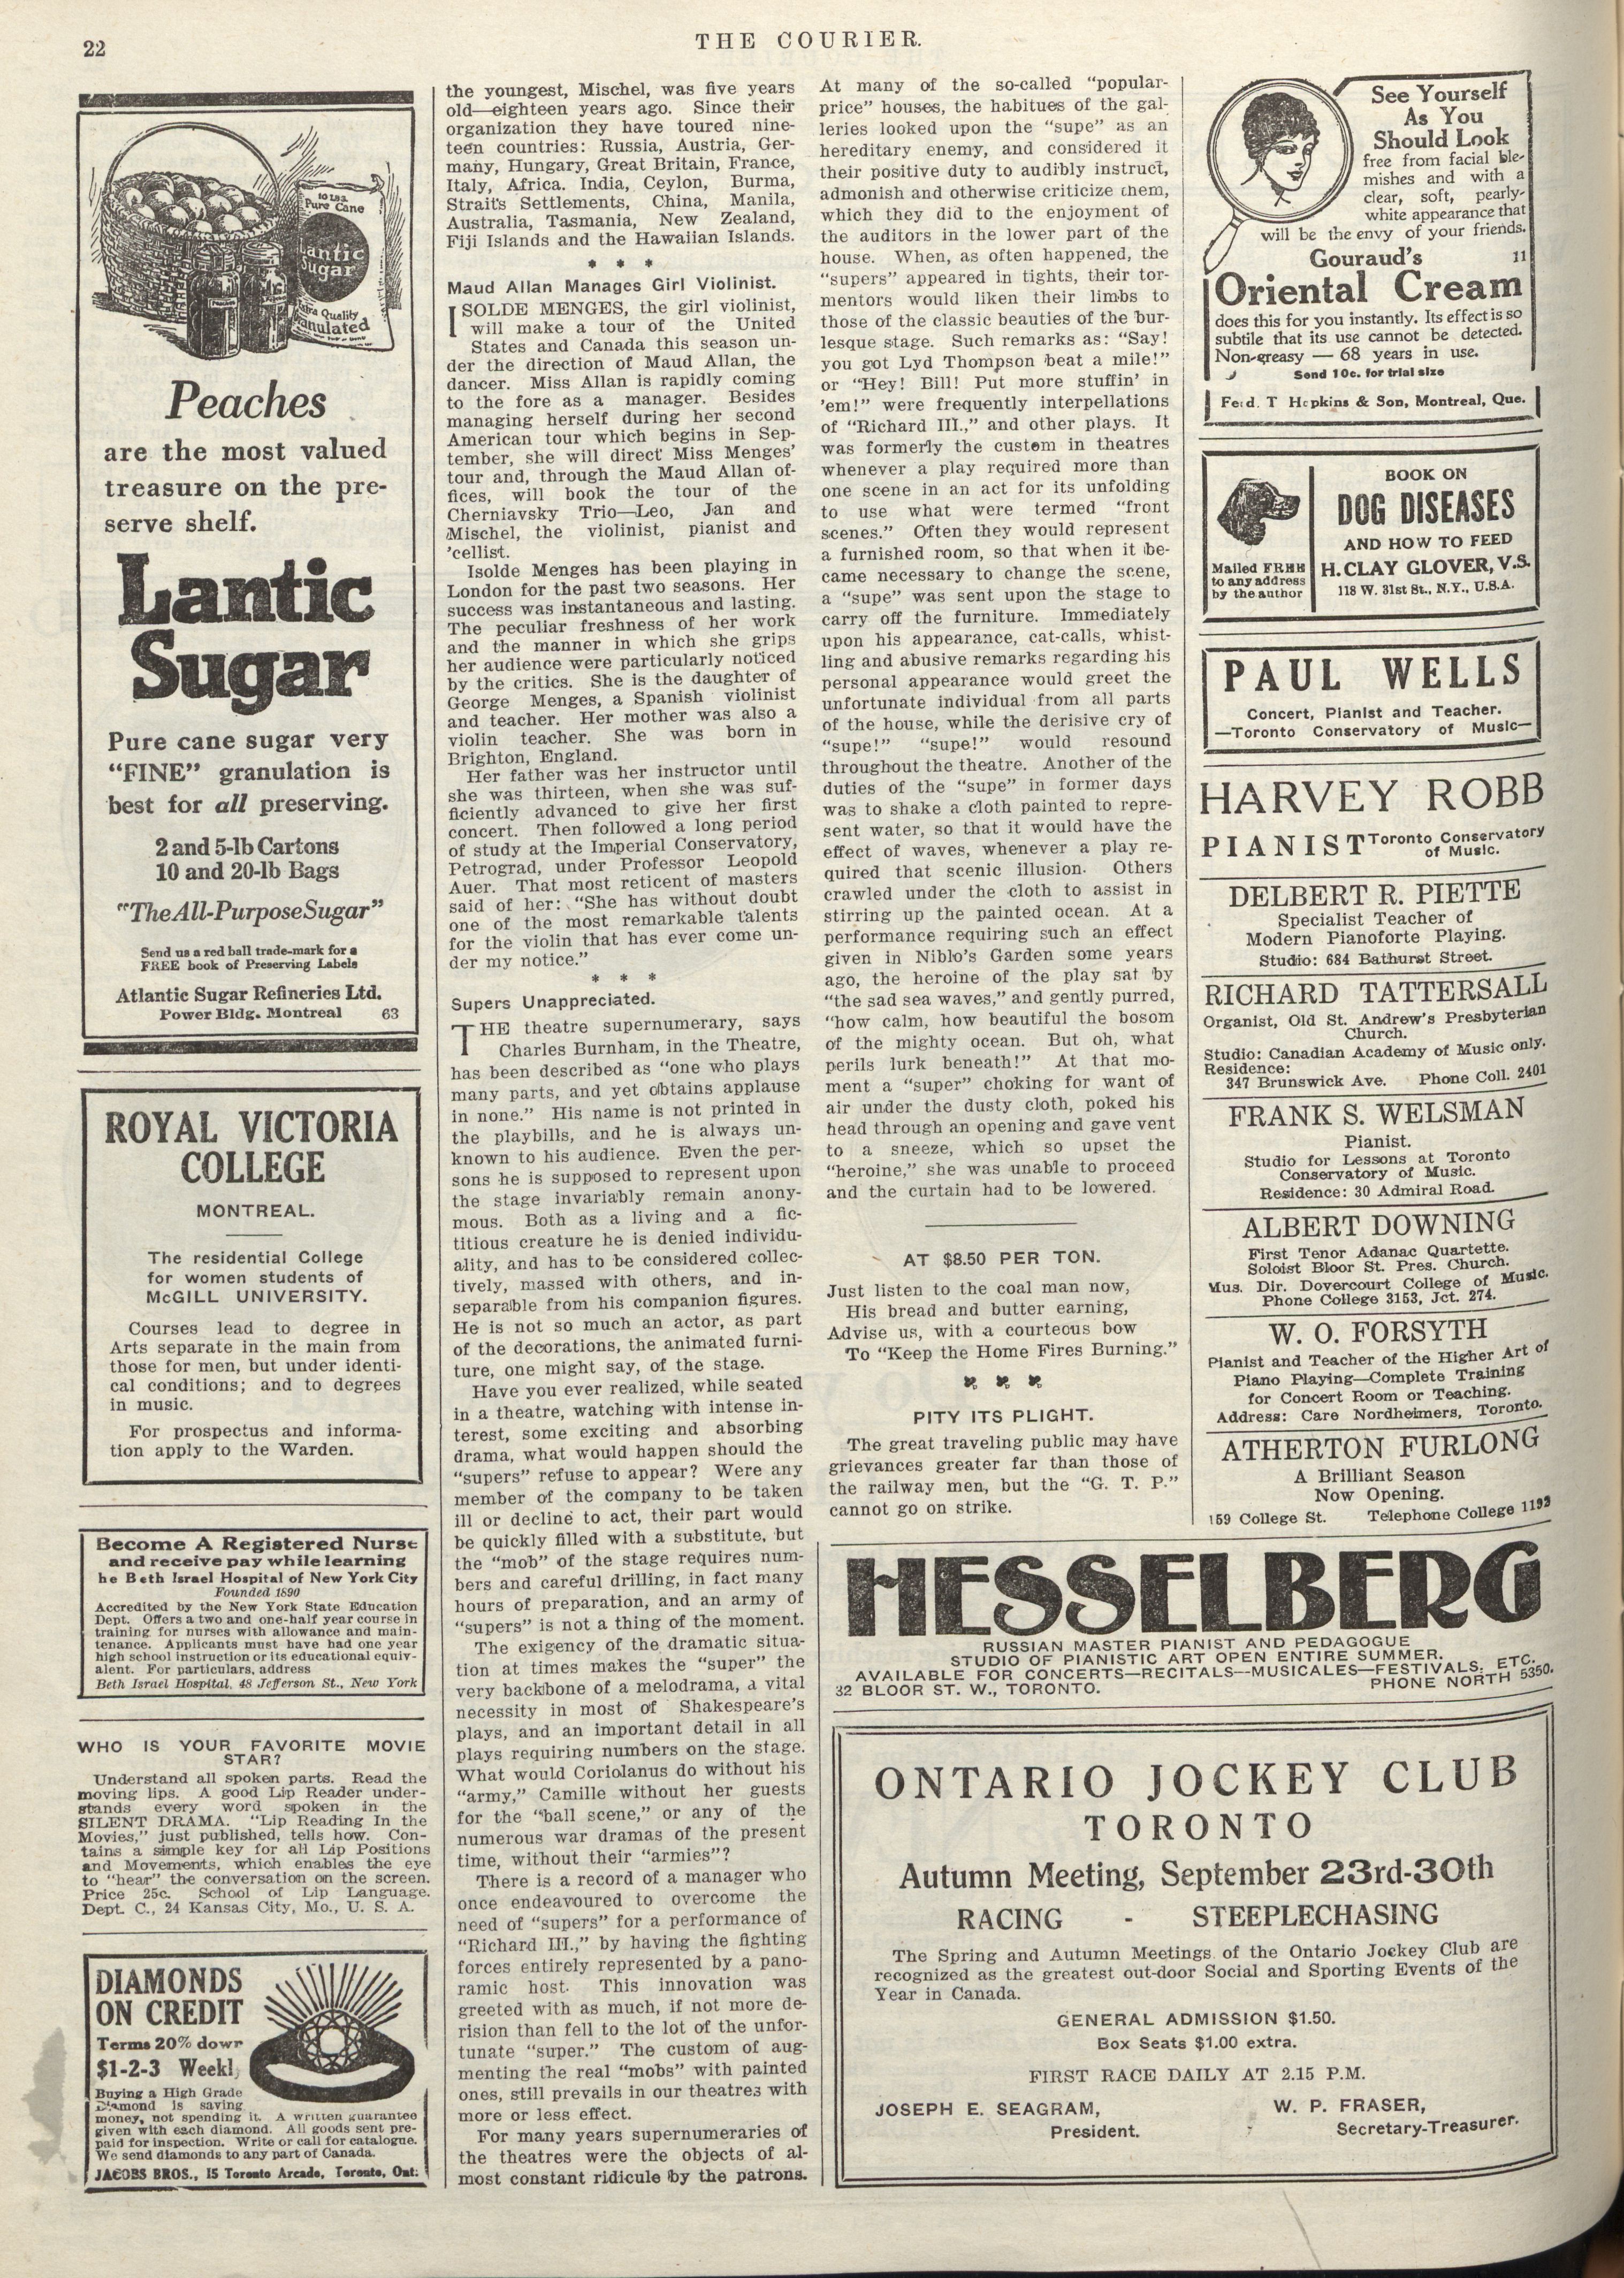 22
THE COURIER.
10 Lbs.
Pure Cane
Lantic
Sugar
Extra Quality
Granulated
Peaches
are the most valued
treasure on the pre-
serve shelf.
Lantic
Sugar
Pure cane sugar very
"FINE" granulation is
best for all preserving.
2 and 5-lb Cartons
10 and 20-lb Bags
"The All-Purpose Sugar"
Send us a red ball trade-mark for a
FREE book of Preserving Labels
Atlantic Sugar Refineries Ltd.
Power Bldg. Montreal 63
ROYAL VICTORIA
COLLEGE
MONTREAL.
The residential College
for women students of
McGILL UNIVERSITY.
Courses lead to degree in
Arts separate in the main from
those for men, but under identi-
cal conditions; and to degrees
in music.
For prospectus and informa-
tion apply to the Warden.
Become A Registered Nurse
and receive pay while learning
he Beth Israel Hospital of New York City
Founded 1890
Accredited by the New York State Education
Dept. Offers a two and one-half year course in
training for nurses with allowance and main-
tenance. Applicants must have had one year
high school instruction or its educational equiv-
alent. For particulars, address
Beth Israel Hospital, 48 Jefferson St., New York
WHO IS YOUR FAVORITE MOVIE
STAR?
Understand all spoken parts. Read the
moving lips. A good Lip Reader under-
stands every word spoken in the
SILENT DRAMA. "Lip Reading In the
Movies," just published, tells how. Con-
tains a simple key for all Lip Positions
and Movements, which enables the eye
to "hear" the conversation on the screen.
Price 25c. School of Lip Language.
Dept. C., 24 Kansas City, Mo., U. S. A.
DIAMONDS
ON CREDIT
Terms 20% down
$1-2-3 Weekly
Buying a High Grade
Diamond is saving
money, not spending it. A written guarantee
given with each diamond. All goods sent pre-
paid for inspection. Write or call for catalogue.
We send diamonds to any part of Canada.
JACOBS BROS., 15 Toronto Arcade, Toronto, Ont.
the youngest, Mischel, was five years
old—eighteen years ago. Since their
organization they have toured nine-
teen countries: Russia, Austria, Ger-
many, Hungary, Great Britain, France,
Italy, Africa. India, Ceylon, Burma,
Straits Settlements, China, Manila,
Australia, Tasmania, New Zealand,
Fiji Islands and the Hawaiian Islands.
* * *
Maud Allan Manages Girl Violinist.
ISOLDE MENGES, the girl violinist,
will make a tour of the United
States and Canada this season un-
der the direction of Maud Allan, the
dancer. Miss Allan is rapidly coming
to the fore as a manager. Besides
managing herself during her second
American tour which begins in Sep-
tember, she will direct Miss Menges'
tour and, through the Maud Allan of-
fices, will book the tour of the
Cherniavsky Trio—Leo, Jan and
Mischel, the violinist, pianist and
'cellist.
Isolde Menges has been playing in
London for the past two seasons. Her
success was instantaneous and lasting.
The peculiar freshness of her work
and the manner in which she grips
her audience were particularly noticed
by the critics. She is the daughter of
George Menges, a Spanish violinist
and teacher. Her mother was also a
violin teacher. She was born in
Brighton, England.
Her father was her instructor until
she was thirteen, when she was suf-
ficiently advanced to give her first
concert. Then followed a long period
of study at the Imperial Conservatory,
Petrograd, under Professor Leopold
Auer. That most reticent of masters
said of her: "She has without doubt
one of the most remarkable talents
for the violin that has ever come un-
der my notice."
* * *
Supers Unappreciated.
THE theatre supernumerary, says
Charles Burnham, in the Theatre,
has been described as "one who plays
many parts, and yet obtains applause
in none." His name is not printed in
the playbills, and he is always un-
known to his audience. Even the per-
sons he is supposed to represent upon
the stage invariably remain anony-
mous. Both as a living and a fic-
titious creature he is denied individu-
ality, and has to be considered collec-
tively, massed with others, and in-
separable from his companion figures.
He is not so much an actor, as part
of the decorations, the animated furni-
ture, one might say, of the stage.
Have you ever realized, while seated
in a theatre, watching with intense in-
terest, some exciting and absorbing
drama, what would happen should the
"supers" refuse to appear? Were any
member of the company to be taken
ill or decline to act, their part would
be quickly filled with a substitute, but
the "mob" of the stage requires num-
bers and careful drilling, in fact many
hours of preparation, and an army of
"supers" is not a thing of the moment.
The exigency of the dramatic situa-
tion at times makes the "super" the
very backbone of a melodrama, a vital
necessity in most of Shakespeare's
plays, and an important detail in all
plays requiring numbers on the stage.
What would Coriolanus do without his
"army," Camille without her guests
for the "ball scene," or any of the
numerous war dramas of the present
time, without their "armies"?
There is a record of a manager who
once endeavoured to overcome the
need of "supers" for a performance of
"Richard III.," by having the fighting
forces entirely represented by a pano-
ramic host. This innovation was
greeted with as much, if not more de-
rision than fell to the lot of the unfor-
tunate "super." The custom of aug-
menting the real "mobs" with painted
ones, still prevails in our theatres with
more or less effect.
For many years supernumeraries of
the theatres were the objects of al-
most constant ridicule by the patrons.
At many of the so-called "popular-
price" houses, the habitues of the gal-
leries looked upon the "supe" as an
hereditary enemy, and considered it
their positive duty to audibly instruct,
admonish and otherwise criticize them,
which they did to the enjoyment of
the auditors in the lower part of the
house. When, as often happened, the
"supers" appeared in tights, their tor-
mentors would liken their limbs to
those of the classic beauties of the bur-
lesque stage. Such remarks as: "Say!
you got Lyd Thompson beat a mile!"
or "Hey! Bill! Put more stuffin' in
'em!" were frequently interpellations
of "Richard III.," and other plays. It
was formerly the custom in theatres
whenever a play required more than
one scene in an act for its unfolding
to use what were termed "front
scenes." Often they would represent
a furnished room, so that when it be-
came necessary to change the scene,
a "supe" was sent upon the stage to
carry off the furniture. Immediately
upon his appearance, cat-calls, whist-
ling and abusive remarks regarding his
personal appearance would greet the
unfortunate individual from all parts
of the house, while the derisive cry of
"supe!" "supe!" would resound
throughout the theatre. Another of the
duties of the "supe" in former days
was to shake a cloth painted to repre-
sent water, so that it would have the
effect of waves, whenever a play re-
quired that scenic illusion. Others
crawled under the cloth to assist in
stirring up the painted ocean. At a
performance requiring such an effect
given in Niblo's Garden some years
ago, the heroine of the play sat by
"the sad sea waves," and gently purred,
"how calm, how beautiful the bosom
of the mighty ocean. But oh, what
perils lurk beneath!" At that mo-
ment a "super" choking for want of
air under the dusty cloth, poked his
head through an opening and gave vent
to a sneeze, which so upset the
"heroine," she was unable to proceed
and the curtain had to be lowered.
AT $8.50 PER TON.
Just listen to the coal man now,
His bread and butter earning,
Advise us, with a courteous bow
To "Keep the Home Fires Burning."
PITY ITS PLIGHT.
The great traveling public may have
grievances greater far than those of
the railway men, but the "G. T. P."
cannot go on strike.
See Yourself
As You
Should Look
free from facial ble-
mishes and with a
clear, soft, pearly-
white appearance that
will be the envy of your friends.
Gouraud's 11
Oriental Cream
does this for you instantly. Its effect is so
subtile that its use cannot be detected.
Non-greasy — 68 years in use.
Send 10c. for trial size
Ferd. T Hopkins & Son, Montreal, Que.
BOOK ON
DOG DISEASES
AND HOW TO FEED
Mailed FREE
to any address
by the author
H. CLAY GLOVER, V.S.
118 W. 31st St., N.Y., U.S.A.
PAUL WELLS
Concert, Pianist and Teacher.
—Toronto Conservatory of Music—
HARVEY ROBB
PIANIST Toronto Conservatory
of Music.
DELBERT R. PIETTE
Specialist Teacher of
Modern Pianoforte Playing.
Studio: 684 Bathurst Street.
RICHARD TATTERSALL
Organist, Old St. Andrew's Presbyterian
Church.
Studio: Canadian Academy of Music only.
Residence:
347 Brunswick Ave. Phone Coll. 2401
FRANK S. WELSMAN
Pianist.
Studio for Lessons at Toronto
Conservatory of Music.
Residence: 30 Admiral Road.
ALBERT DOWNING
First Tenor Adanac Quartette.
Soloist Bloor St. Pres. Church.
Mus. Dir. Dovercourt College of Music.
Phone College 3153, Jct. 274.
W. O. FORSYTH
Pianist and Teacher of the Higher Art of
Piano Playing—Complete Training
for Concert Room or Teaching.
Address: Care Nordheimers, Toronto.
ATHERTON FURLONG
A Brilliant Season
Now Opening.
159 College St. Telephone College 1193
HESSELBERG
RUSSIAN MASTER PIANIST AND PEDAGOGUE
STUDIO OF PIANISTIC ART OPEN ENTIRE SUMMER.
AVAILABLE FOR CONCERTS—RECITALS—MUSICALES—FESTIVALS, ETC.
32 BLOOR ST. W., TORONTO. PHONE NORTH 5350.
ONTARIO JOCKEY CLUB
TORONTO
Autumn Meeting, September 23rd-30th
RACING - STEEPLECHASING
The Spring and Autumn Meetings of the Ontario Jockey Club are
recognized as the greatest out-door Social and Sporting Events of the
Year in Canada.
GENERAL ADMISSION $1.50.
Box Seats $1.00 extra.
FIRST RACE DAILY AT 2.15 P.M.
JOSEPH E. SEAGRAM,
President.
W. P. FRASER,
Secretary-Treasurer.